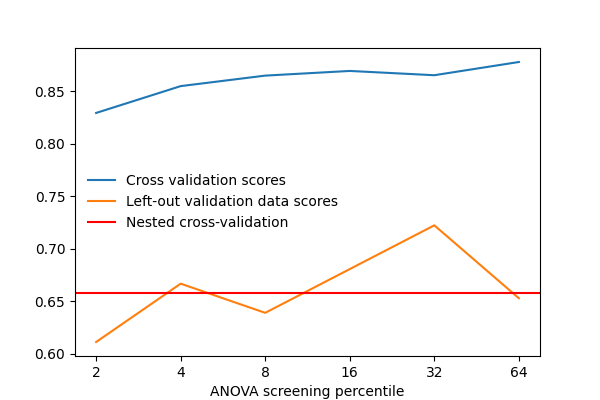 0.85
0.80
0.75
0.70
0.65
0.60
Cross validation scores
Left-out validation data scores
Nested cross-validation
2 4 8 16 32 64
ANOVA screening percentile